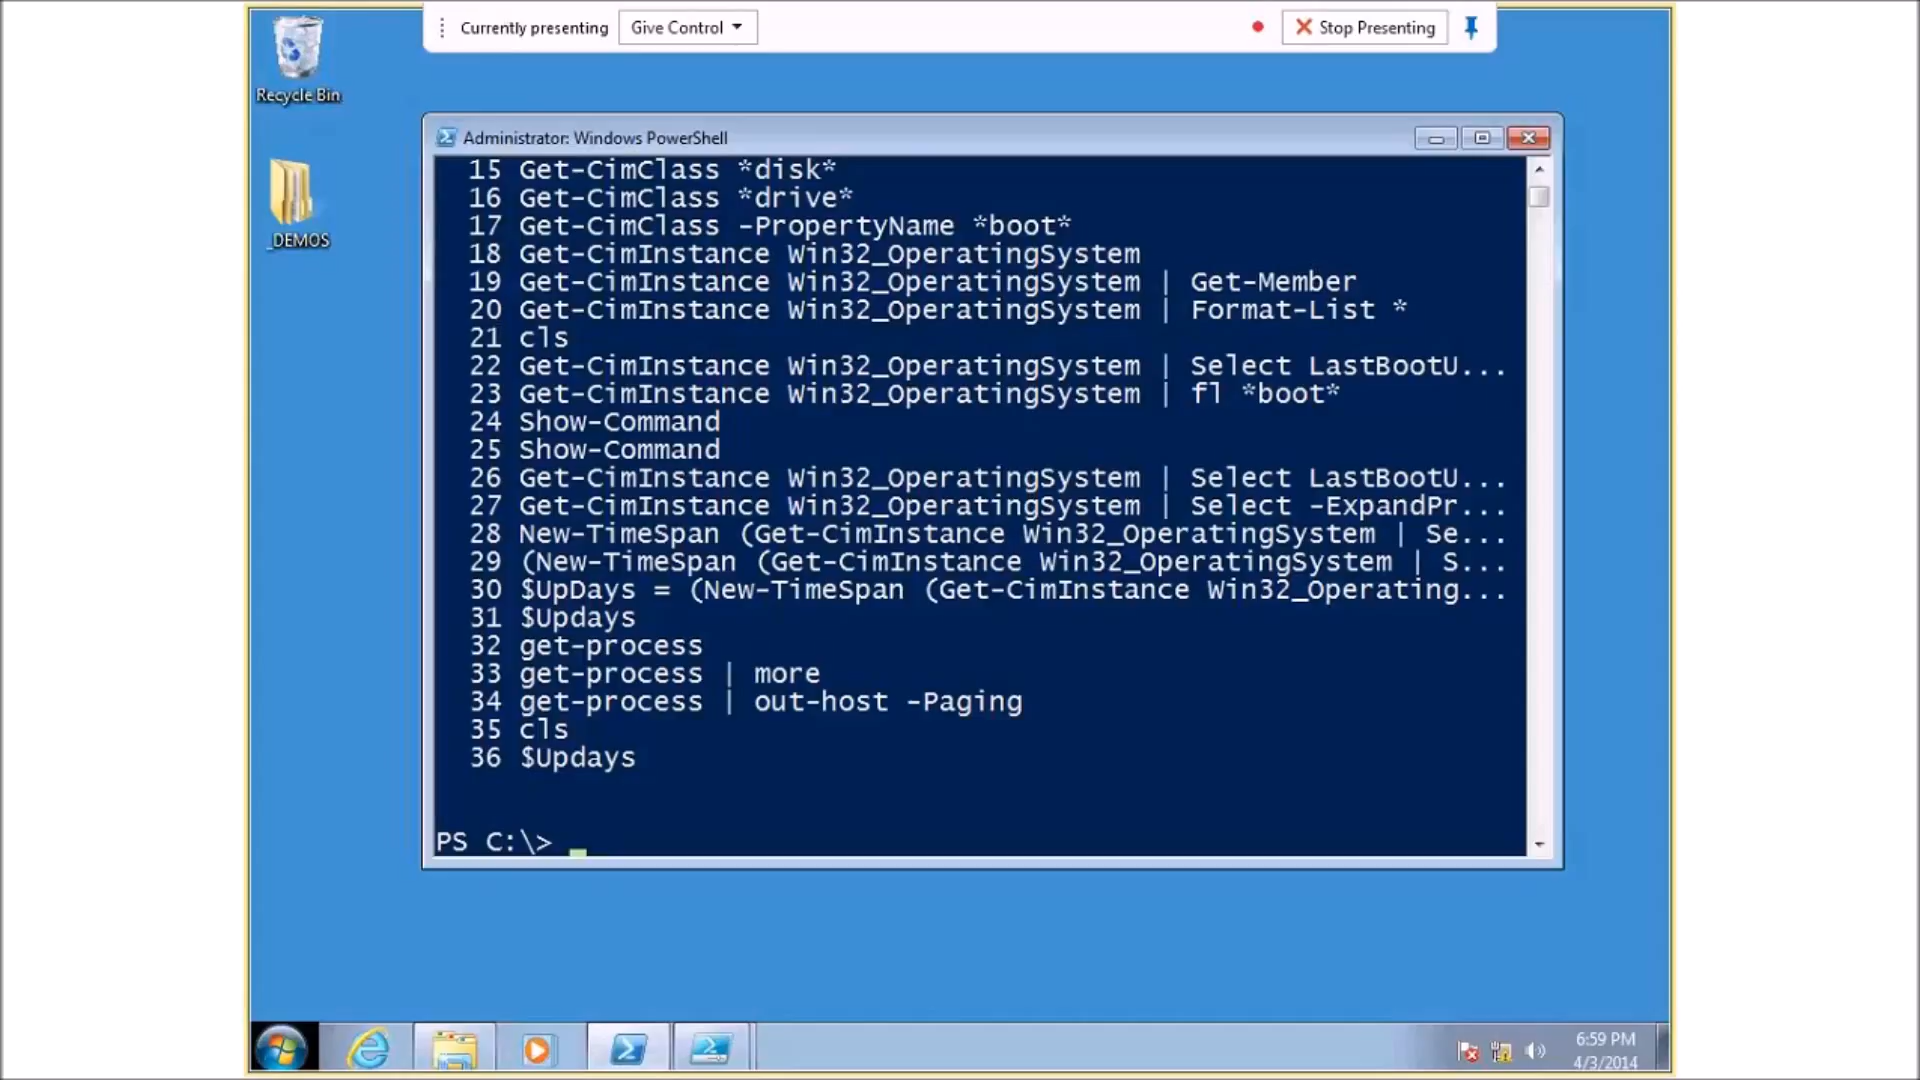 Currently presenting
Give Control
Stop Presenting
Recycle Bin
_DEMOS
Administrator: Windows PowerShell
15 Get-CimClass *disk*
16 Get-CimClass *drive*
17 Get-CimClass -PropertyName *boot*
18 Get-CimInstance Win32_OperatingSystem
19 Get-CimInstance Win32_OperatingSystem | Get-Member
20 Get-CimInstance Win32_OperatingSystem | Format-List *
21 cls
22 Get-CimInstance Win32_OperatingSystem | Select LastBootU...
23 Get-CimInstance Win32_OperatingSystem | fl *boot*
24 Show-Command
25 Show-Command
26 Get-CimInstance Win32_OperatingSystem | Select LastBootU...
27 Get-CimInstance Win32_OperatingSystem | Select -ExpandPr...
28 New-TimeSpan (Get-CimInstance Win32_OperatingSystem | Se...
29 (New-TimeSpan (Get-CimInstance Win32_OperatingSystem | S...
30 $UpDays = (New-TimeSpan (Get-CimInstance Win32_Operating...
31 $Updays
32 get-process
33 get-process | more
34 get-process | out-host -Paging
35 cls
36 $Updays
PS C:\>
6:59 PM
4/3/2014